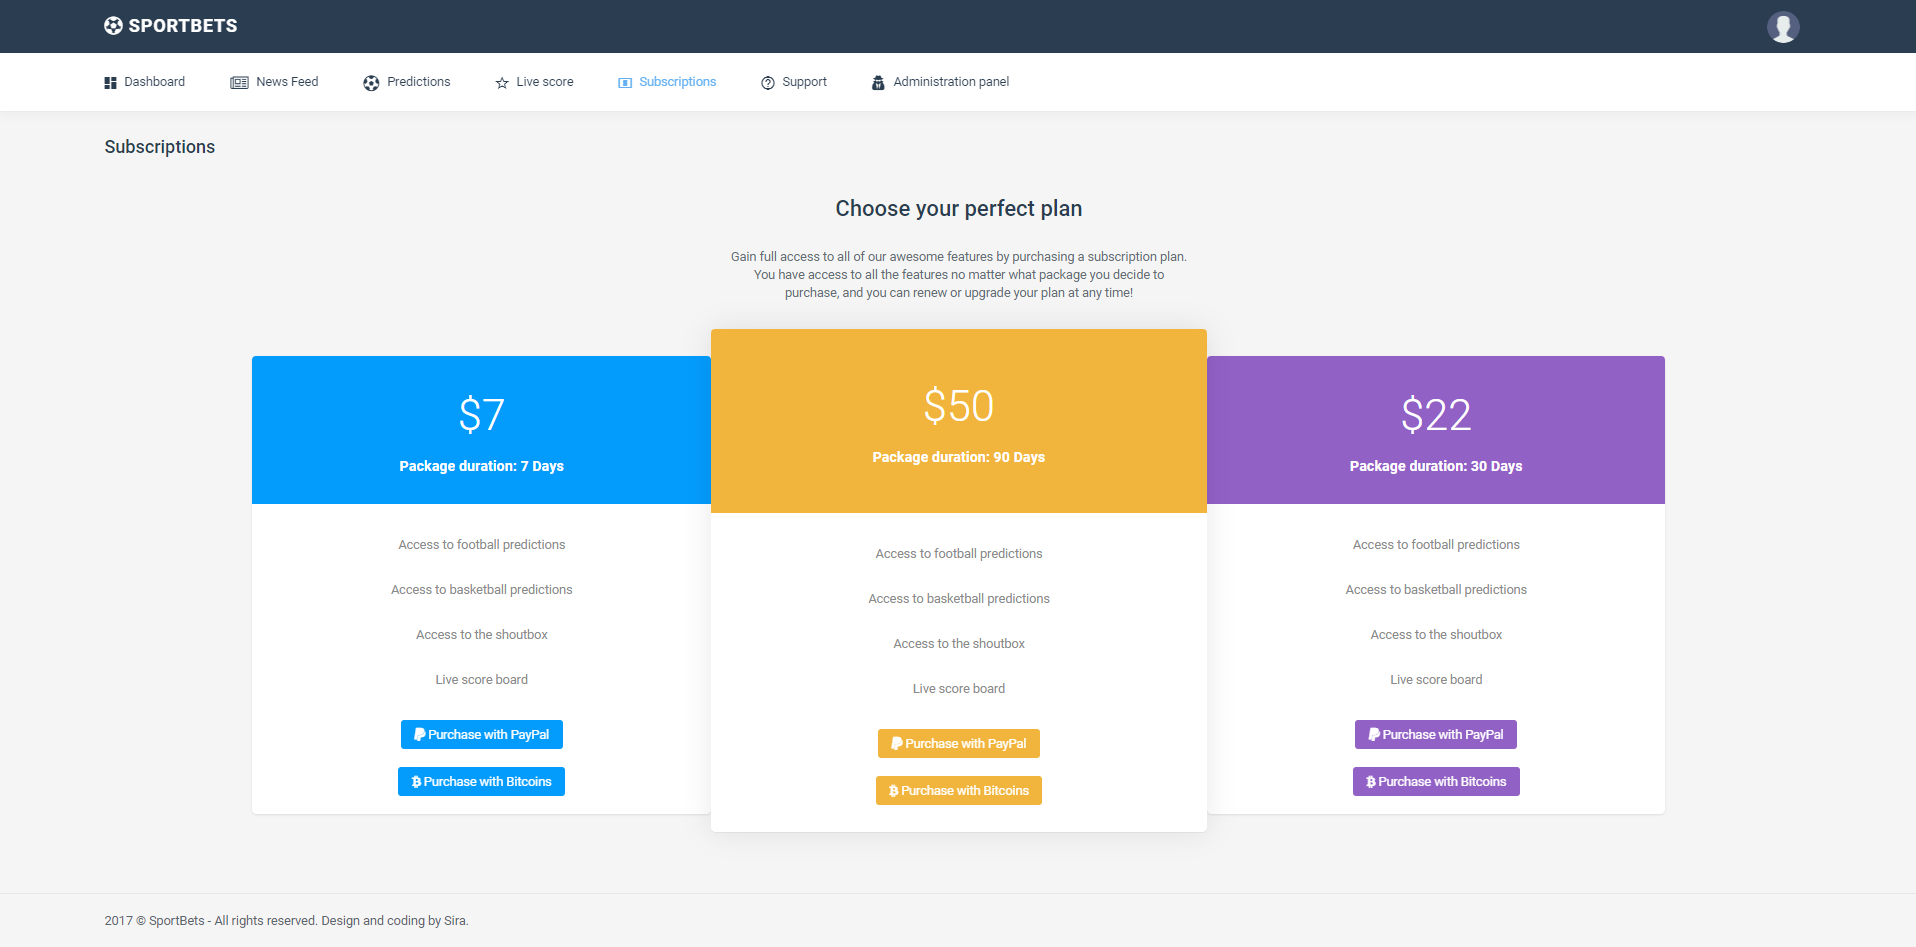 SPORTBETS
Dashboard
News Feed
Predictions
Live score
Subscriptions
Support
Administration panel
Subscriptions
Choose your perfect plan
Gain full access to all of our awesome features by purchasing a subscription plan.
You have access to all the features no matter what package you decide to
purchase, and you can renew or upgrade your plan at any time!
$7
Package duration: 7 Days
Access to football predictions
Access to basketball predictions
Access to the shoutbox
Live score board
Purchase with PayPal
Purchase with Bitcoins
$50
Package duration: 90 Days
Access to football predictions
Access to basketball predictions
Access to the shoutbox
Live score board
Purchase with PayPal
Purchase with Bitcoins
$22
Package duration: 30 Days
Access to football predictions
Access to basketball predictions
Access to the shoutbox
Live score board
Purchase with PayPal
Purchase with Bitcoins
2017 © SportBets - All rights reserved. Design and coding by Sira.